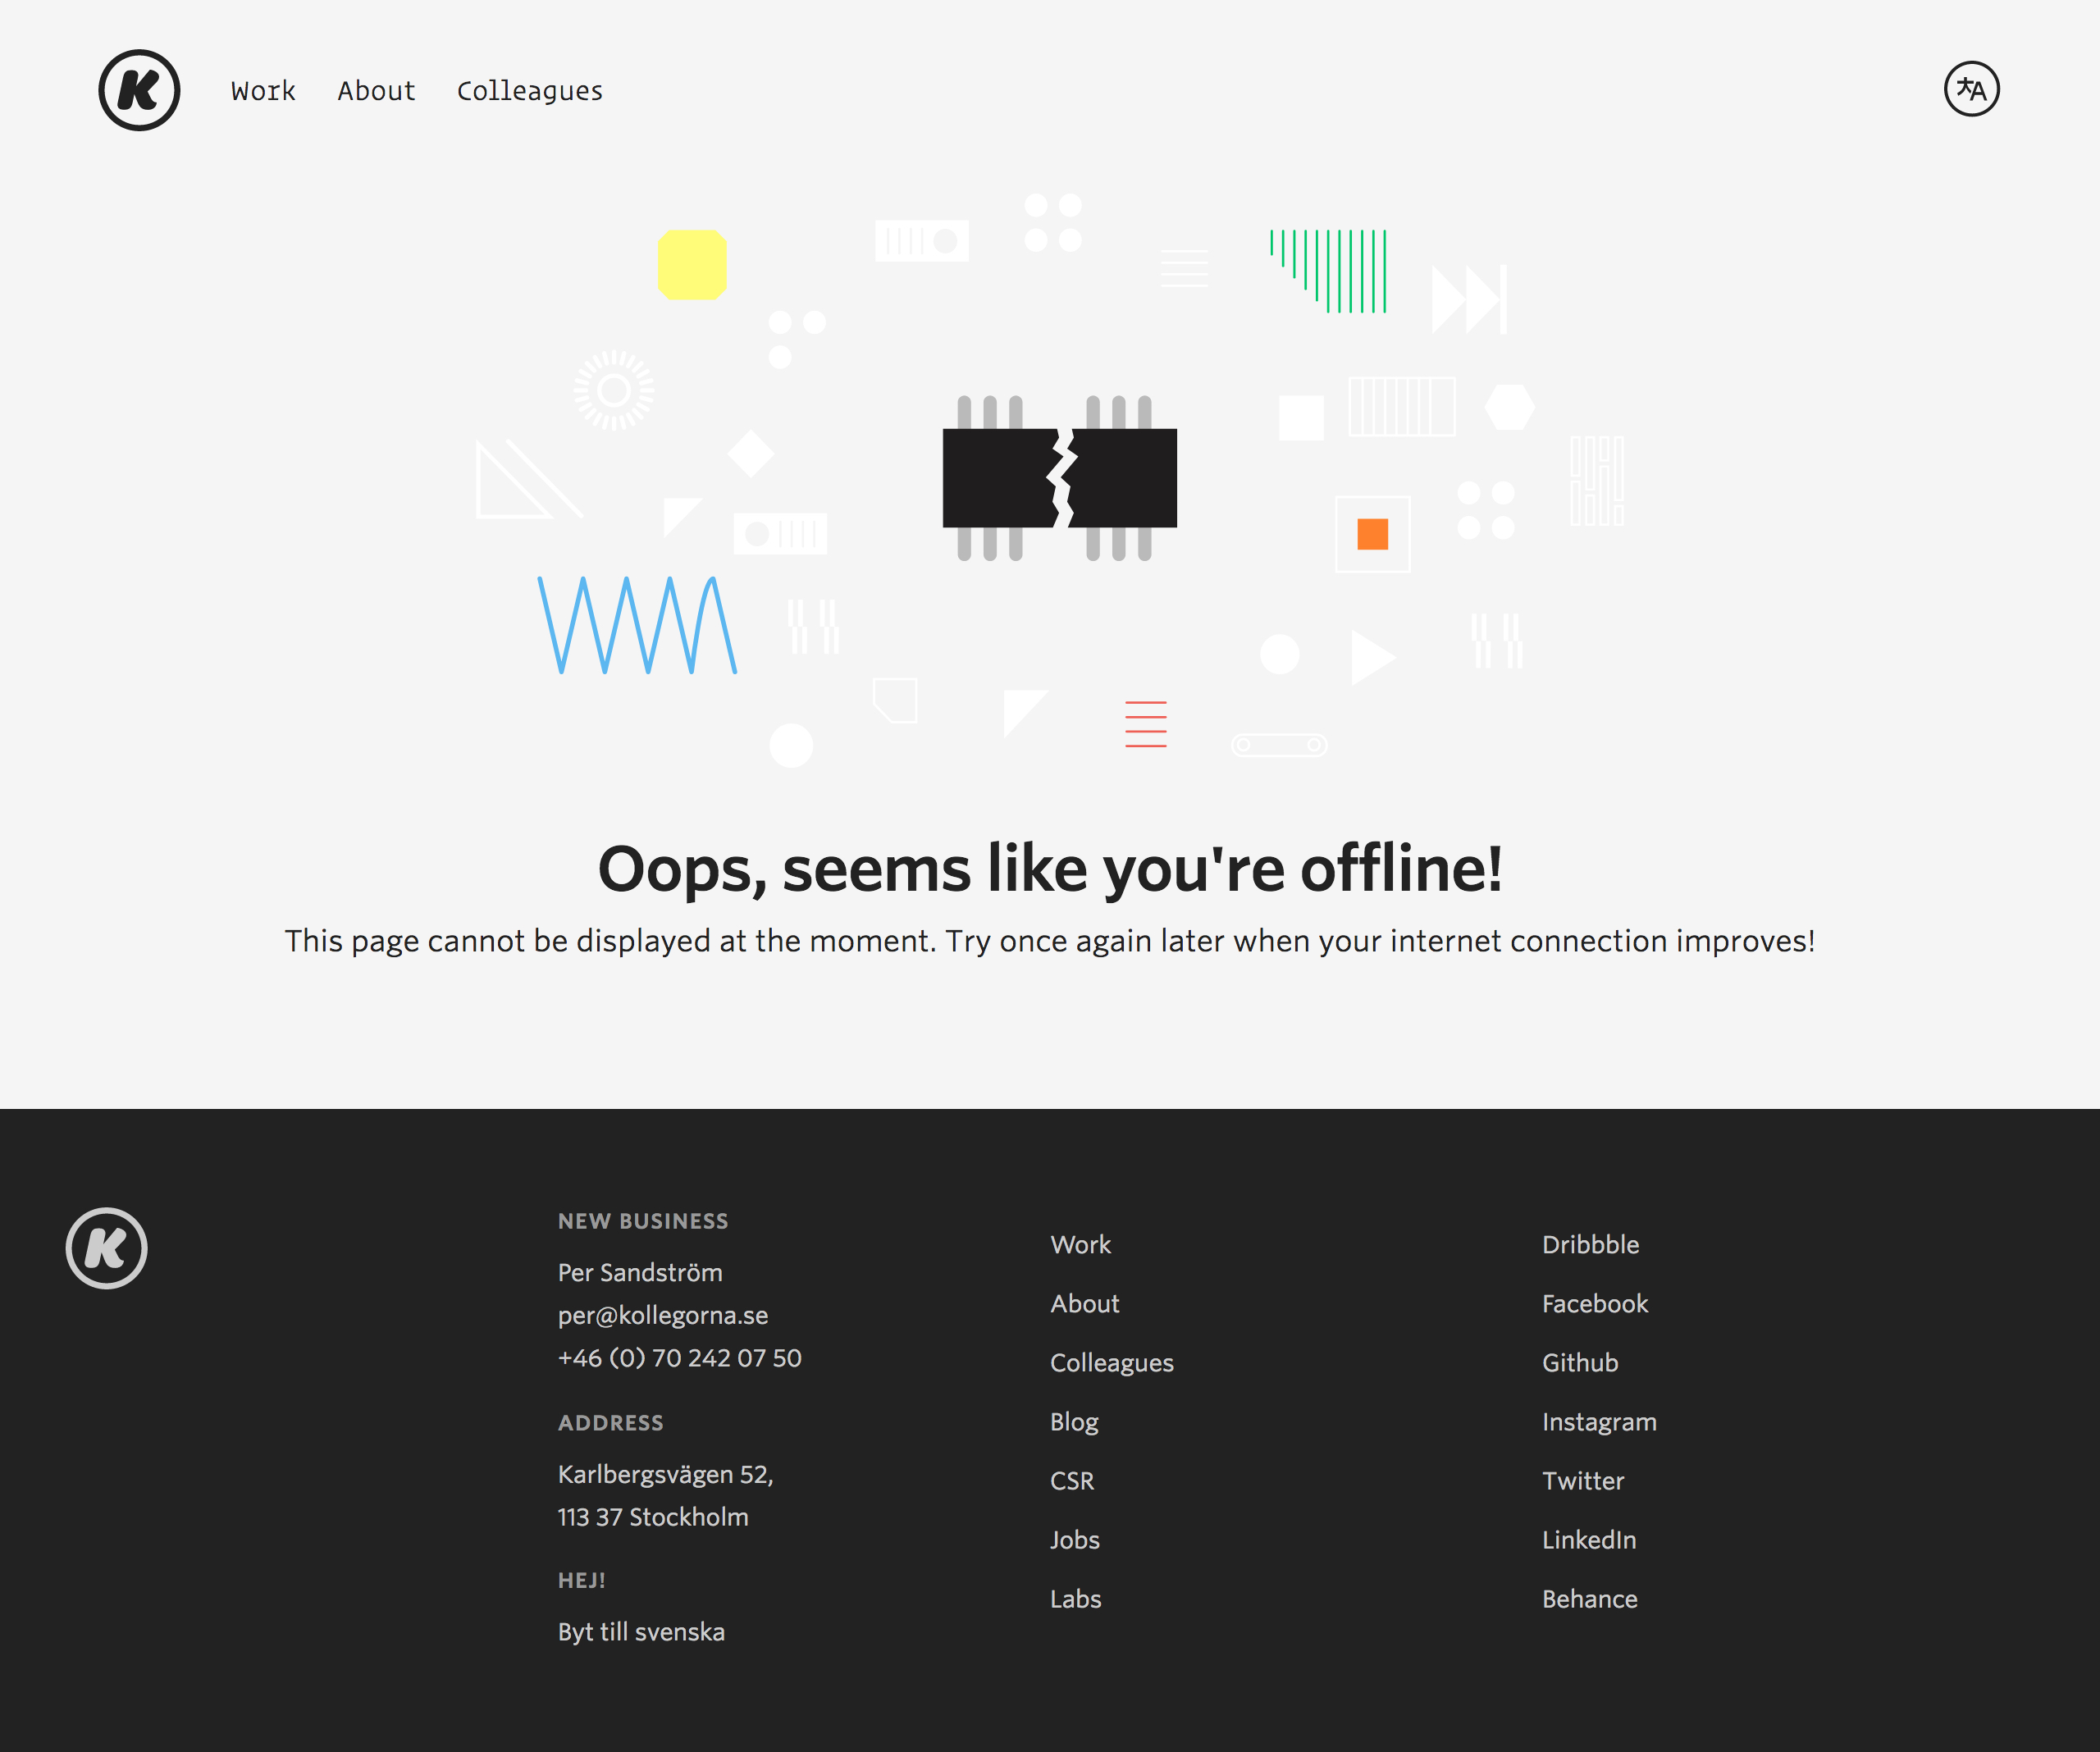 K
Work
About
Colleagues
文A
Oops, seems like you're offline!
This page cannot be displayed at the moment. Try once again later when your internet connection improves!
K
NEW BUSINESS
Per Sandström
per@kollegorna.se
+46 (0) 70 242 07 50
ADDRESS
Karlbergsvägen 52,
113 37 Stockholm
HEJ!
Byt till svenska
Work
About
Colleagues
Blog
CSR
Jobs
Labs
Dribbble
Facebook
Github
Instagram
Twitter
LinkedIn
Behance